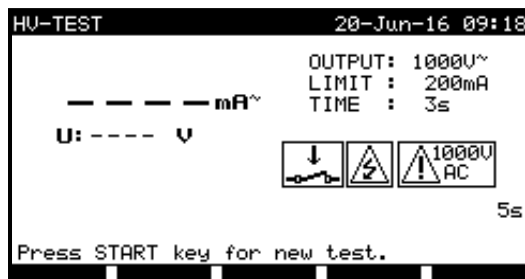 HV-TEST 20-Jun-16 09:18
OUTPUT: 1000V~
LIMIT : 200mA
TIME : 3s
– – – – mA~
U: ---- V
1000V
AC
5s
Press START key for new test.